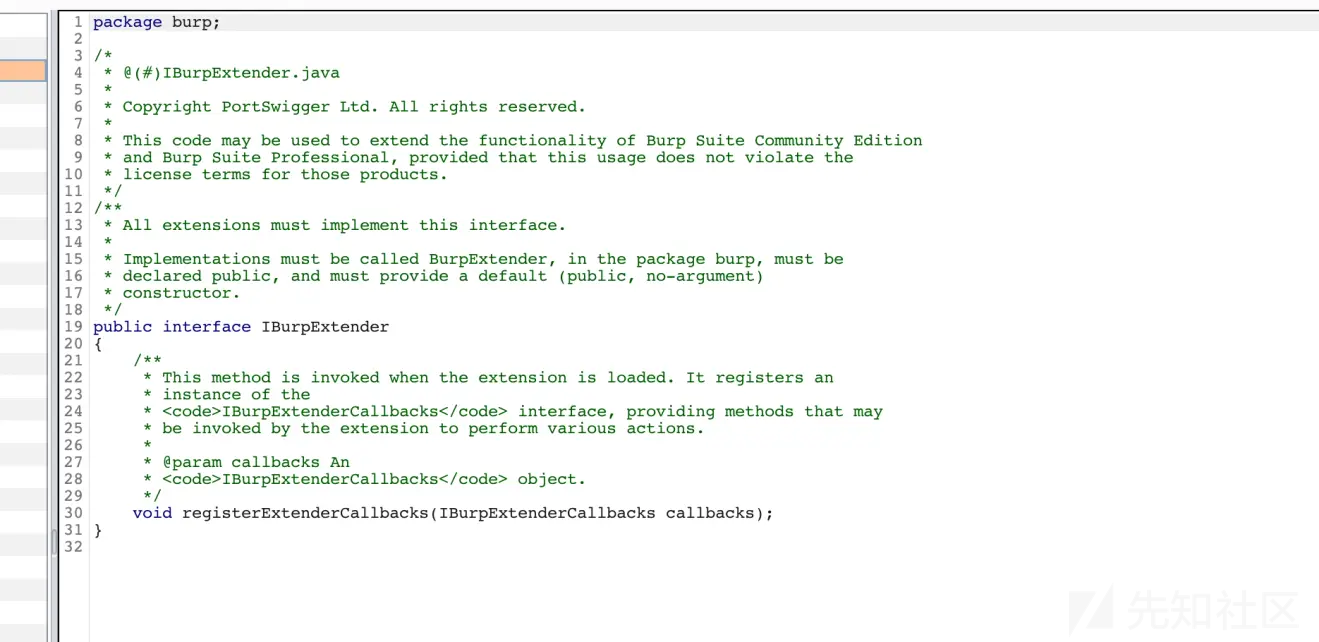 1 package burp;
2
3 /*
4  * @(#)IBurpExtender.java
5  *
6  * Copyright PortSwigger Ltd. All rights reserved.
7  *
8  * This code may be used to extend the functionality of Burp Suite Community Edition
9  * and Burp Suite Professional, provided that this usage does not violate the
10  * license terms for those products.
11  */
12 /**
13  * All extensions must implement this interface.
14  *
15  * Implementations must be called BurpExtender, in the package burp, must be
16  * declared public, and must provide a default (public, no-argument)
17  * constructor.
18  */
19 public interface IBurpExtender
20 {
21     /**
22      * This method is invoked when the extension is loaded. It registers an
23      * instance of the
24      * <code>IBurpExtenderCallbacks</code> interface, providing methods that may
25      * be invoked by the extension to perform various actions.
26      *
27      * @param callbacks An
28      * <code>IBurpExtenderCallbacks</code> object.
29      */
30     void registerExtenderCallbacks(IBurpExtenderCallbacks callbacks);
31 }
32
先知社区